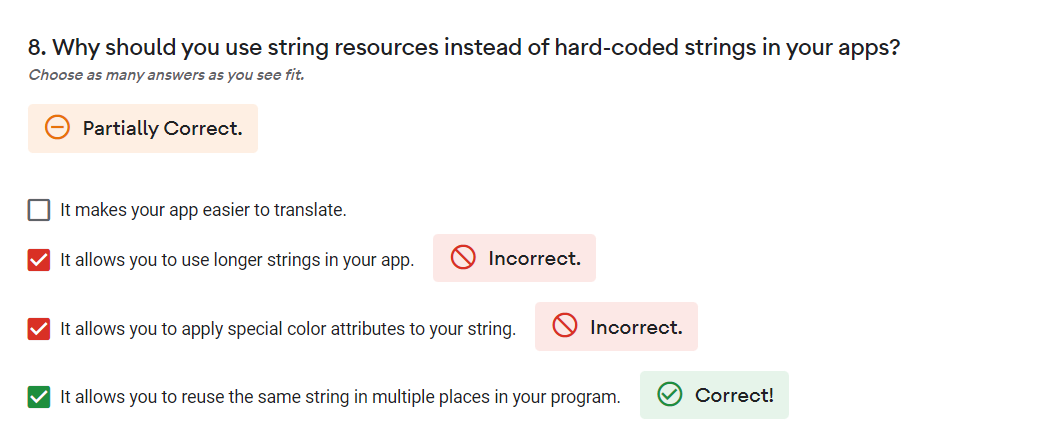 8. Why should you use string resources instead of hard-coded strings in your apps?
Choose as many answers as you see fit.
Partially Correct.
It makes your app easier to translate.
It allows you to use longer strings in your app. Incorrect.
It allows you to apply special color attributes to your string. Incorrect.
It allows you to reuse the same string in multiple places in your program. Correct!